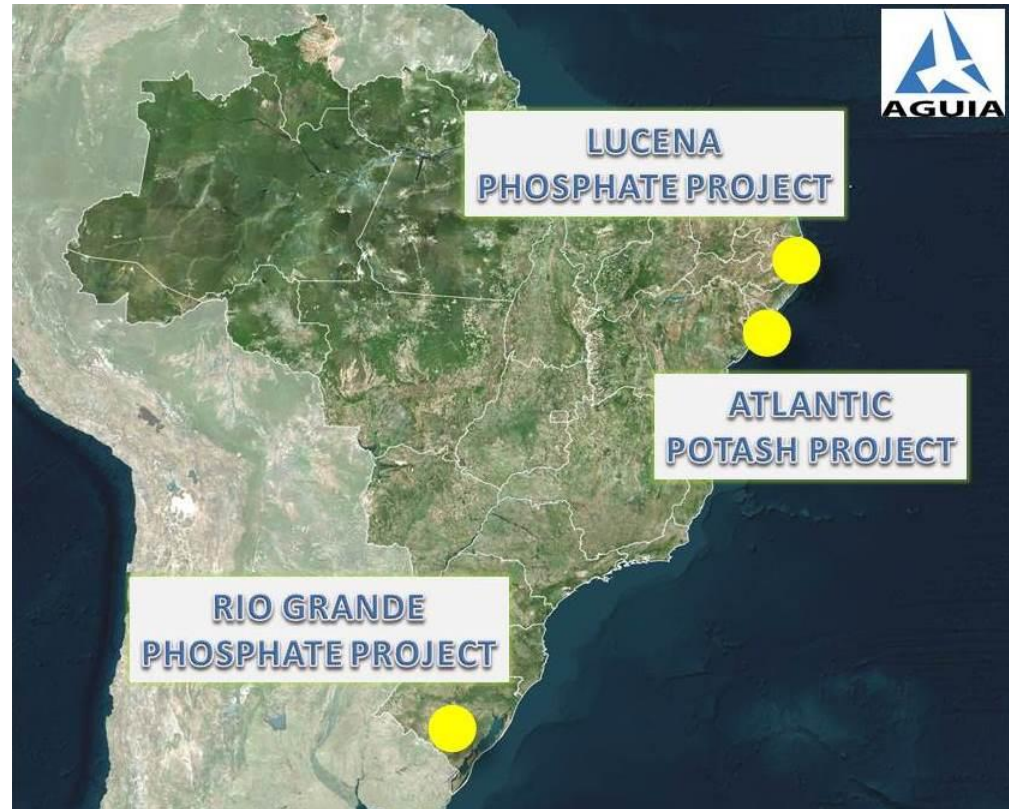 AGUIA
LUCENA
PHOSPHATE PROJECT
ATLANTIC
POTASH PROJECT
RIO GRANDE
PHOSPHATE PROJECT